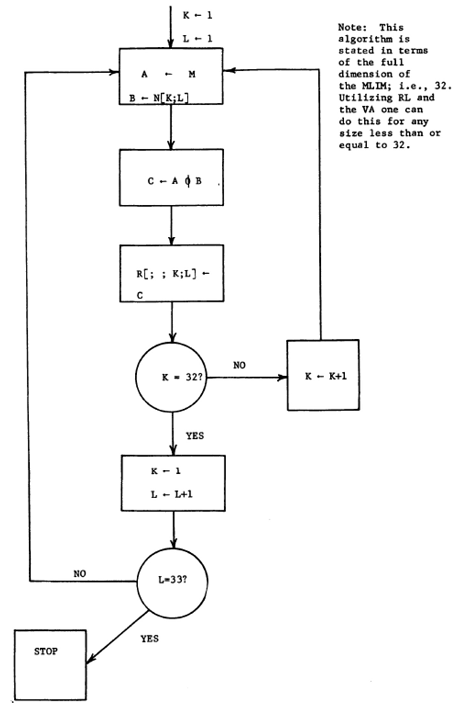 K ← 1
L ← 1
Note: This
algorithm is
stated in terms
of the full
dimension of
the MLIM; i.e., 32.
Utilizing RL and
the VA one can
do this for any
size less than or
equal to 32.
A ← M
B ← N[K;L]
C ← A ϕ B
R[; ; K;L] ←
C
K = 32?
NO
K ← K+1
YES
K ← 1
L ← L+1
L=33?
NO
YES
STOP